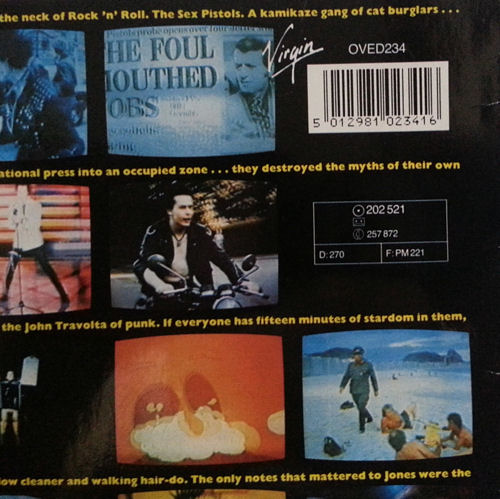 the neck of Rock 'n' Roll. The Sex Pistols. A kamikaze gang of cat burglars . . .
HE FOUL
OUTHED
OBS
Virgin
OVED234
5 012981 023416
ational press into an occupied zone . . . they destroyed the myths of their own
202 521
257 872
D: 270
F: PM 221
the John Travolta of punk. If everyone has fifteen minutes of stardom in them,
ow cleaner and walking hair-do. The only notes that mattered to Jones were the